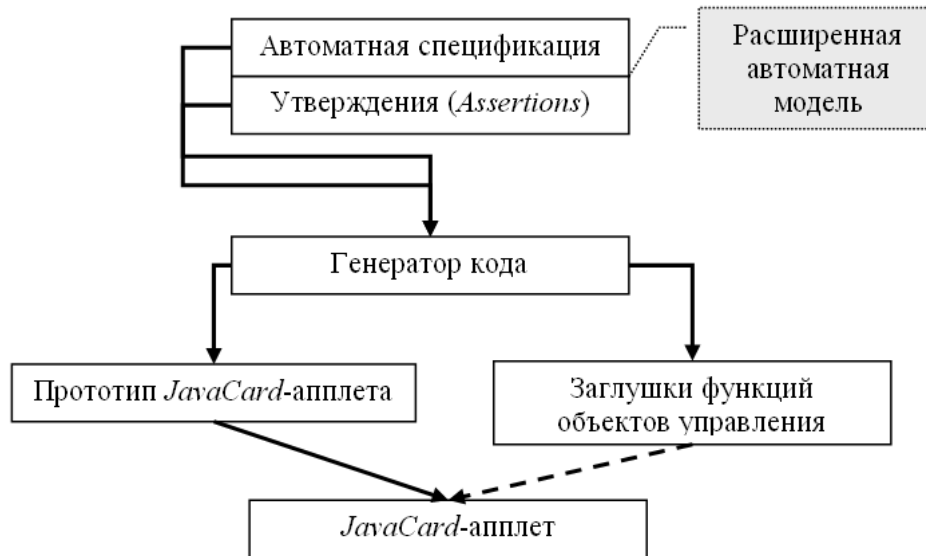 Автоматная спецификация
Утверждения (Assertions)
Расширенная
автоматная
модель
Генератор кода
Прототип JavaCard-апплета
Заглушки функций
объектов управления
JavaCard-апплет